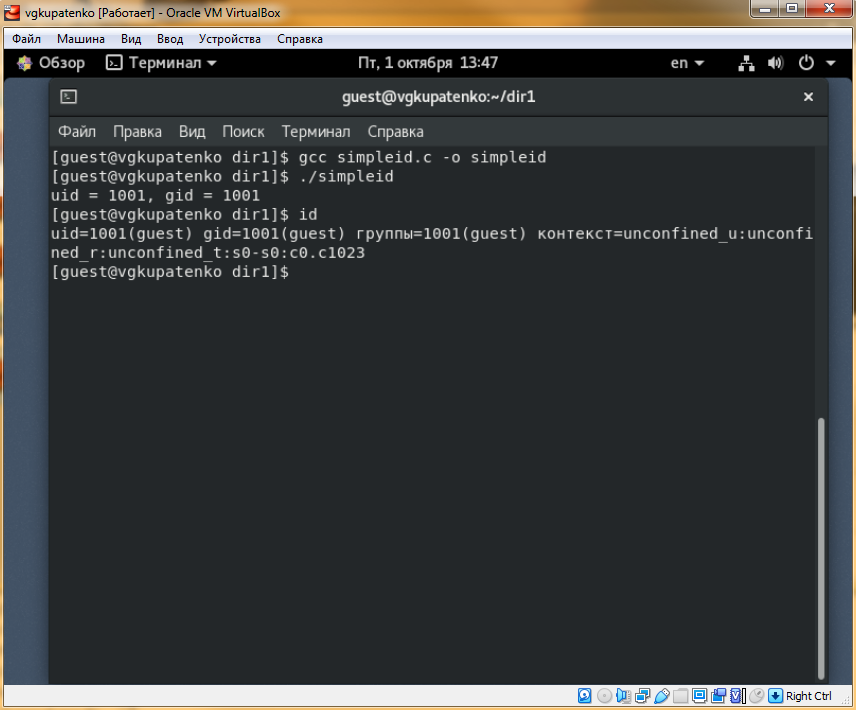 vgkupatenko [Работает] - Oracle VM VirtualBox
Файл Машина Вид Ввод Устройства Справка
Обзор Терминал Пт, 1 октября 13:47 en
guest@vgkupatenko:~/dir1
Файл Правка Вид Поиск Терминал Справка
[guest@vgkupatenko dir1]$ gcc simpleid.c -o simpleid
[guest@vgkupatenko dir1]$ ./simpleid
uid = 1001, gid = 1001
[guest@vgkupatenko dir1]$ id
uid=1001(guest) gid=1001(guest) группы=1001(guest) контекст=unconfined_u:unconfi
ned_r:unconfined_t:s0-s0:c0.c1023
[guest@vgkupatenko dir1]$
Right Ctrl